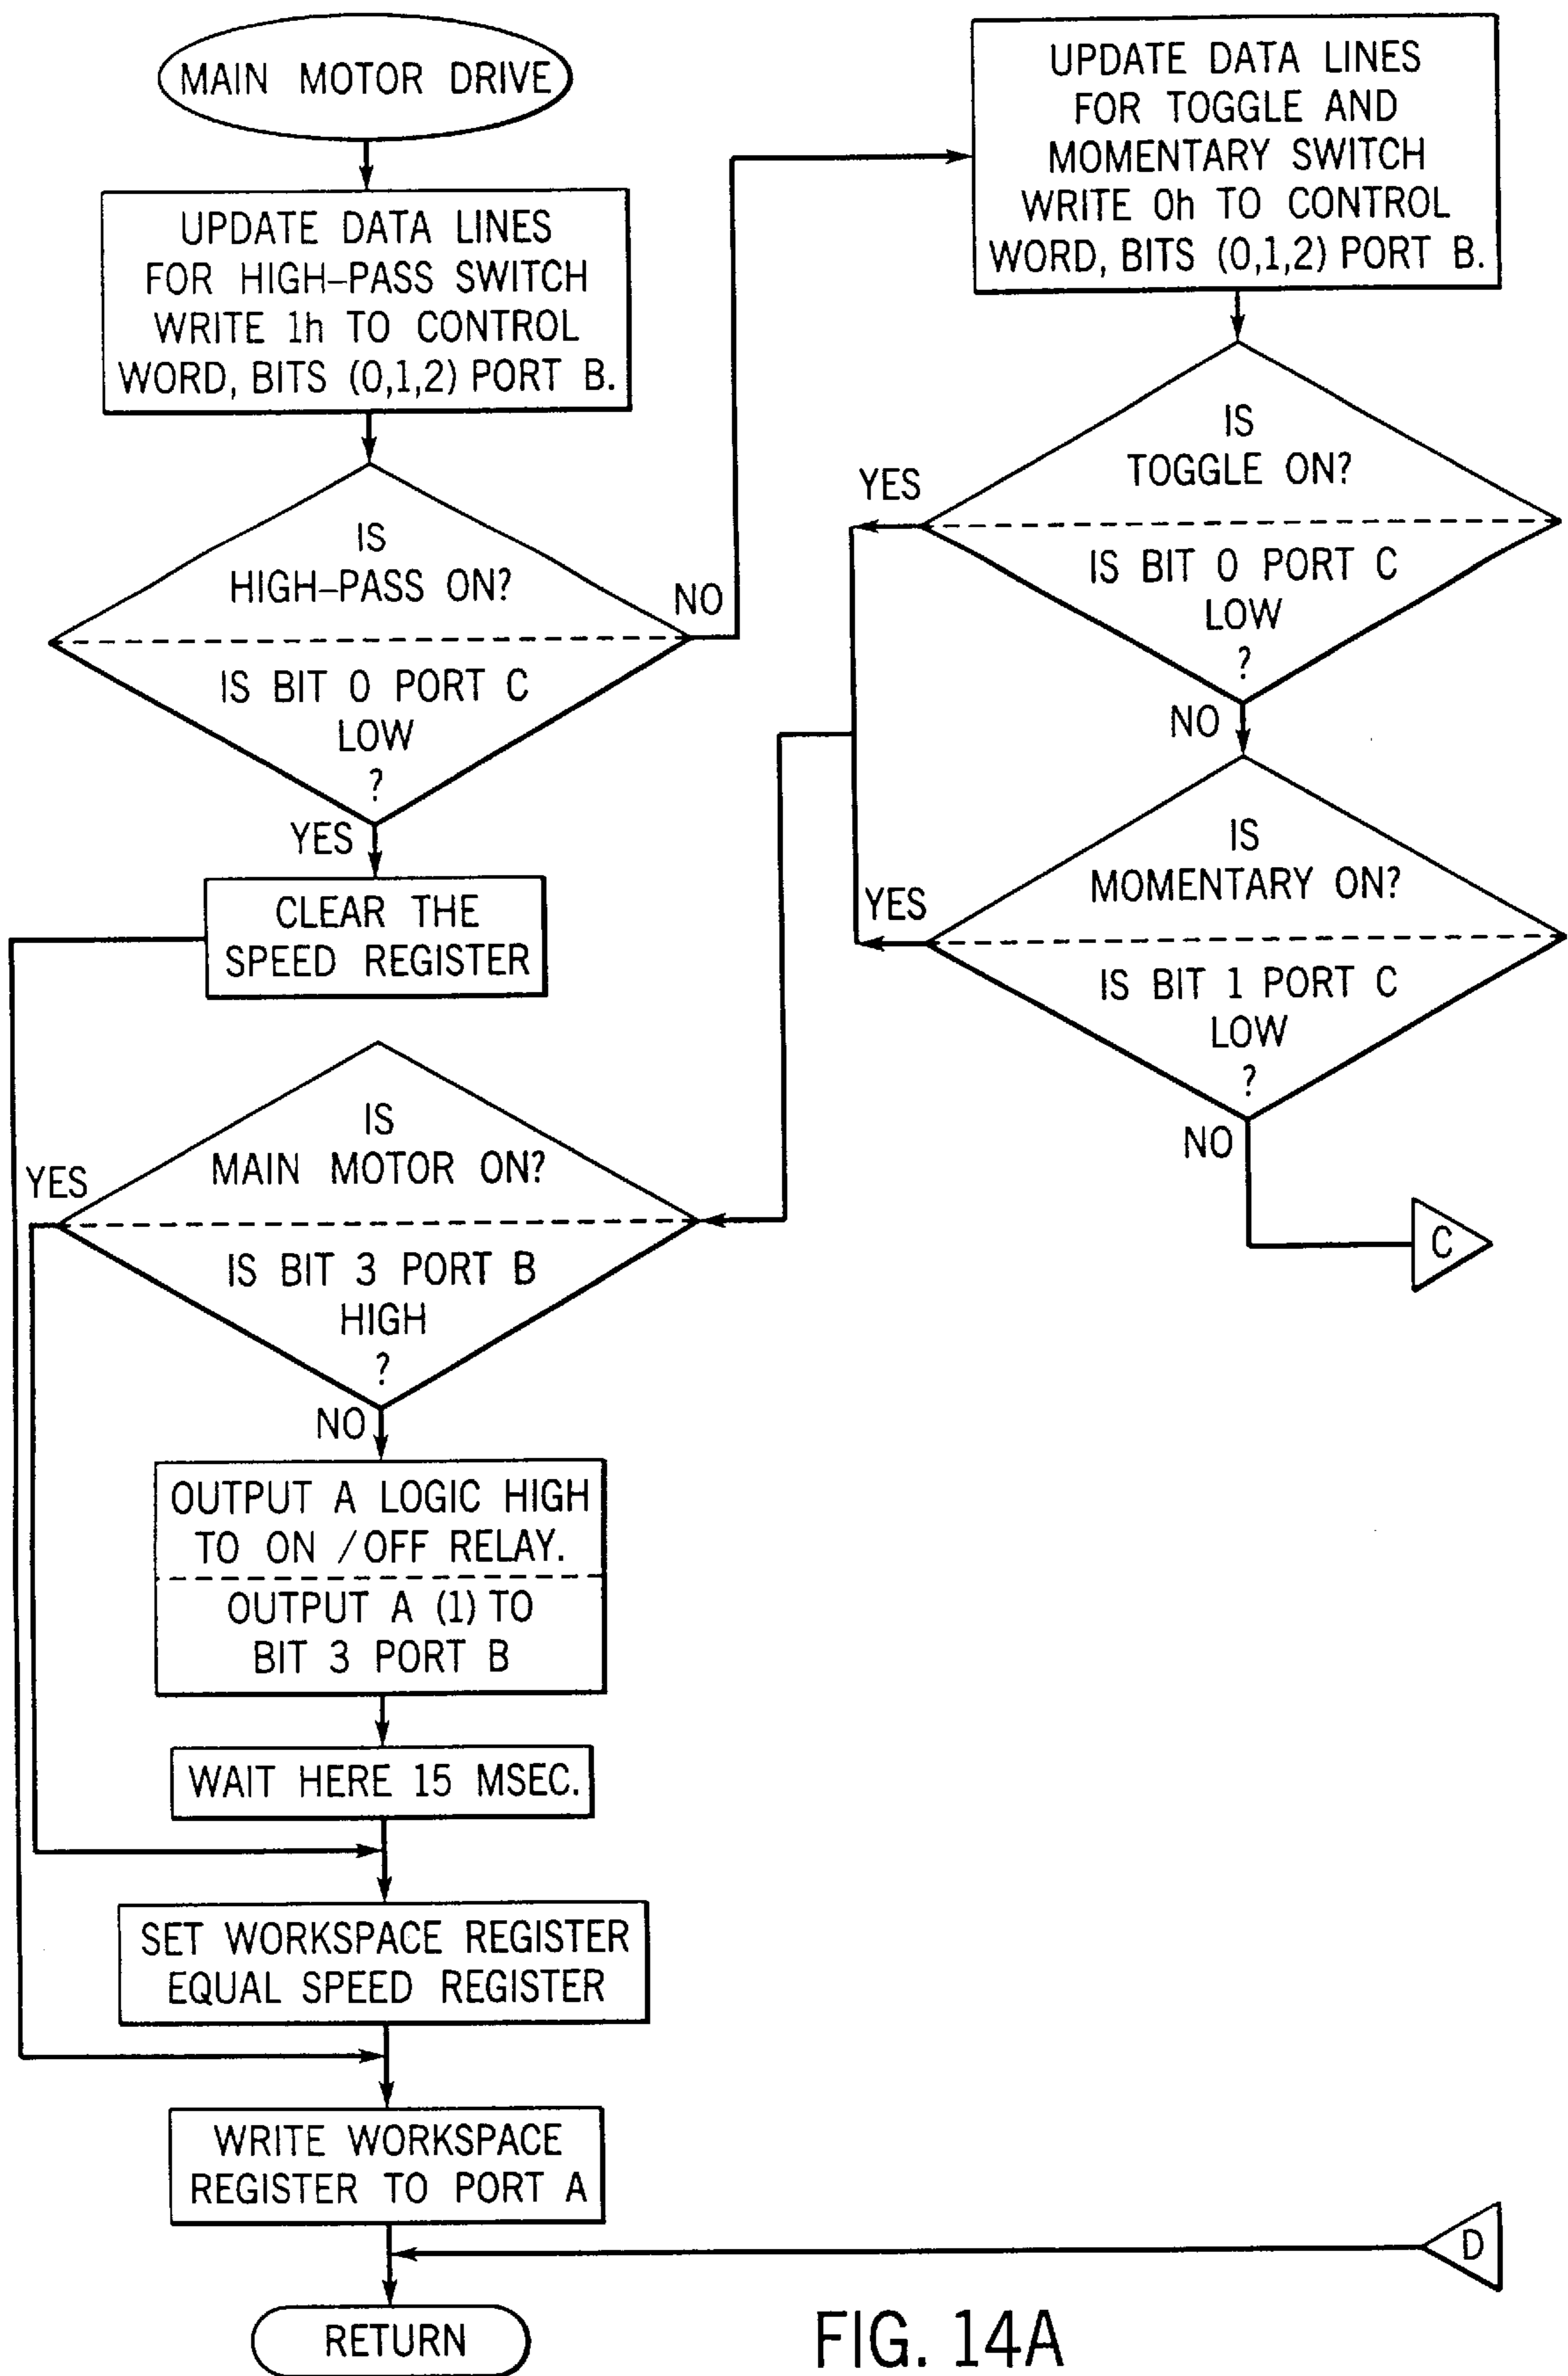 MAIN MOTOR DRIVE
UPDATE DATA LINES
FOR HIGH–PASS SWITCH
WRITE 1h TO CONTROL
WORD, BITS (0,1,2) PORT B.
IS
HIGH–PASS ON?
NO
IS BIT 0 PORT C
LOW
?
YES
CLEAR THE
SPEED REGISTER
UPDATE DATA LINES
FOR TOGGLE AND
MOMENTARY SWITCH
WRITE 0h TO CONTROL
WORD, BITS (0,1,2) PORT B.
IS
TOGGLE ON?
YES
IS BIT 0 PORT C
LOW
?
NO
IS
MOMENTARY ON?
YES
IS BIT 1 PORT C
LOW
?
NO
C
IS
MAIN MOTOR ON?
YES
IS BIT 3 PORT B
HIGH
?
NO
OUTPUT A LOGIC HIGH
TO ON /OFF RELAY.
OUTPUT A (1) TO
BIT 3 PORT B
WAIT HERE 15 MSEC.
SET WORKSPACE REGISTER
EQUAL SPEED REGISTER
WRITE WORKSPACE
REGISTER TO PORT A
D
RETURN
FIG. 14A